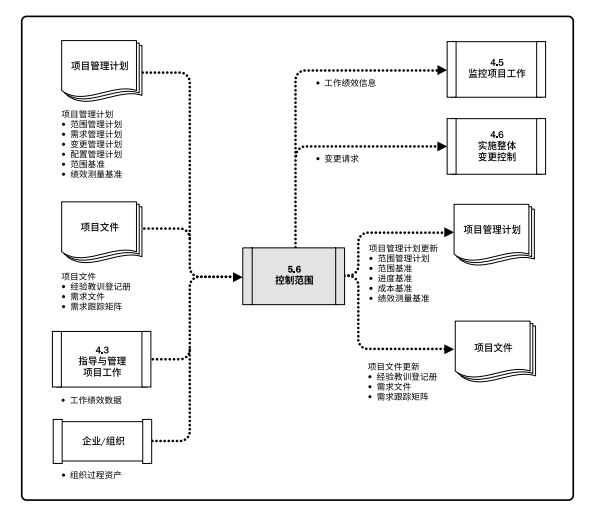 项目管理计划
项目管理计划
• 范围管理计划
• 需求管理计划
• 变更管理计划
• 配置管理计划
• 范围基准
• 绩效测量基准
项目文件
项目文件
• 经验教训登记册
• 需求文件
• 需求跟踪矩阵
4.3
指导与管理
项目工作
• 工作绩效数据
企业/组织
• 组织过程资产
5.6
控制范围
4.5
监控项目工作
• 工作绩效信息
4.6
实施整体
变更控制
• 变更请求
项目管理计划
项目管理计划更新
• 范围管理计划
• 范围基准
• 进度基准
• 成本基准
• 绩效测量基准
项目文件
项目文件更新
• 经验教训登记册
• 需求文件
• 需求跟踪矩阵